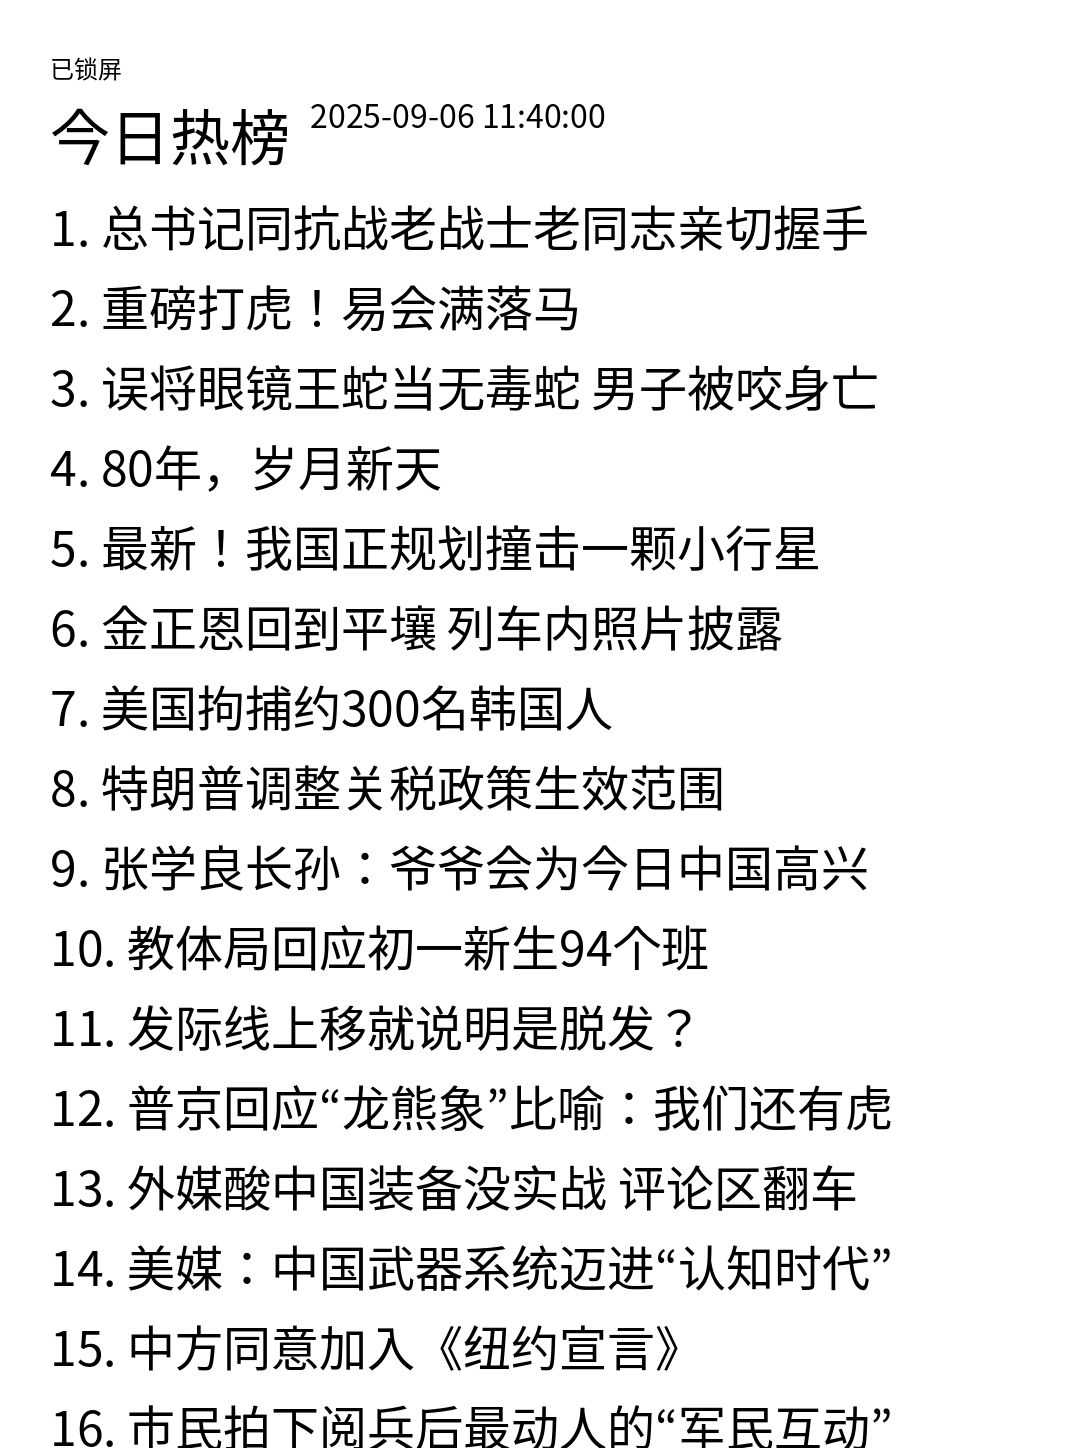 已锁屏
今日热榜 2025-09-06 11:40:00
1. 总书记同抗战老战士老同志亲切握手
2. 重磅打虎！易会满落马
3. 误将眼镜王蛇当无毒蛇 男子被咬身亡
4. 80年，岁月新天
5. 最新！我国正规划撞击一颗小行星
6. 金正恩回到平壤 列车内照片披露
7. 美国拘捕约300名韩国人
8. 特朗普调整关税政策生效范围
9. 张学良长孙：爷爷会为今日中国高兴
10. 教体局回应初一新生94个班
11. 发际线上移就说明是脱发？
12. 普京回应“龙熊象”比喻：我们还有虎
13. 外媒酸中国装备没实战 评论区翻车
14. 美媒：中国武器系统迈进“认知时代”
15. 中方同意加入《纽约宣言》
16. 市民拍下阅兵后最动人的“军民互动”